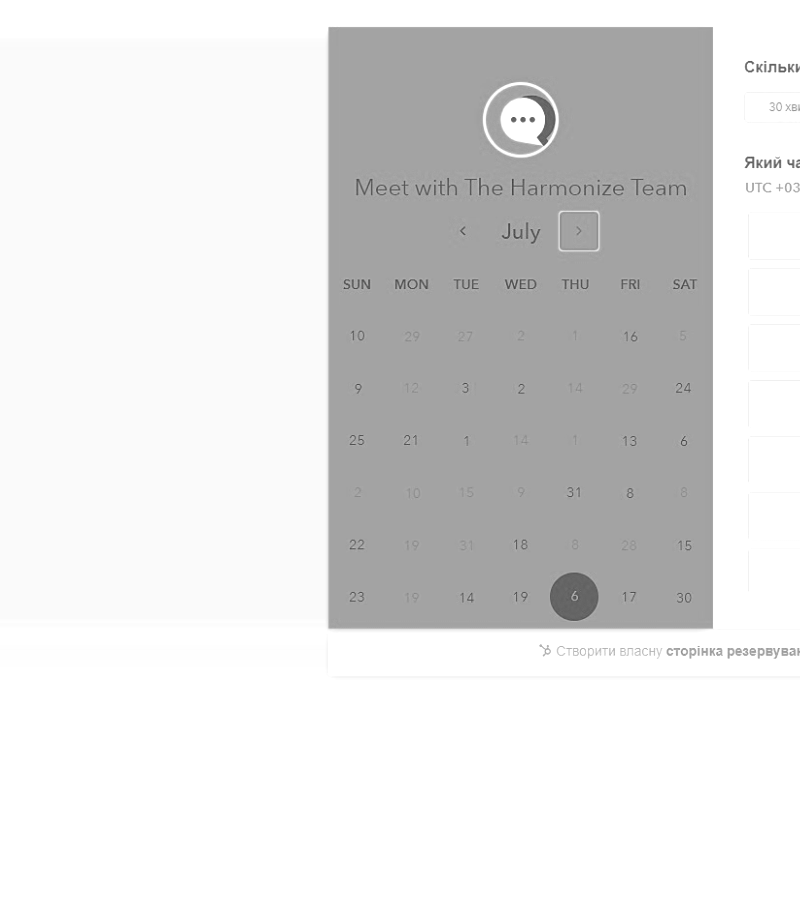 Meet with The Harmonize Team
July
SUN MON TUE WED THU FRI SAT
10 29 27 2 1 16 5
9 12 3 2 14 29 24
25 21 1 14 1 13 6
2 10 15 9 31 8 8
22 19 31 18 8 28 15
23 19 14 19 6 17 30
Скільки
30 хви
Який ча
UTC +03
Створити власну сторінка резервуван